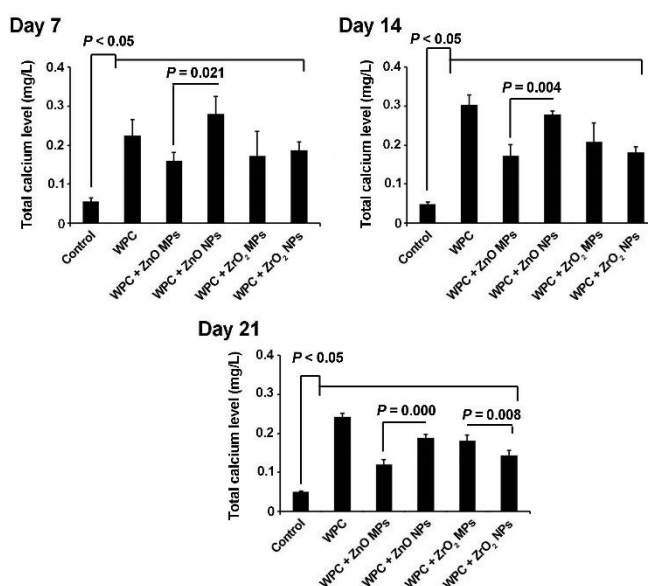 Day 7
P < 0.05
P = 0.021
Total calcium level (mg/L)
0.4
0.3
0.2
0.1
0
Control
WPC
WPC + ZnO MPs
WPC + ZnO NPs
WPC + ZrO₂ MPs
WPC + ZrO₂ NPs
Day 14
P < 0.05
P = 0.004
Total calcium level (mg/L)
0.4
0.3
0.2
0.1
0
Control
WPC
WPC + ZnO MPs
WPC + ZnO NPs
WPC + ZrO₂ MPs
WPC + ZrO₂ NPs
Day 21
P < 0.05
P = 0.000
P = 0.008
Total calcium level (mg/L)
0.4
0.3
0.2
0.1
0
Control
WPC
WPC + ZnO MPs
WPC + ZnO NPs
WPC + ZrO₂ MPs
WPC + ZrO₂ NPs